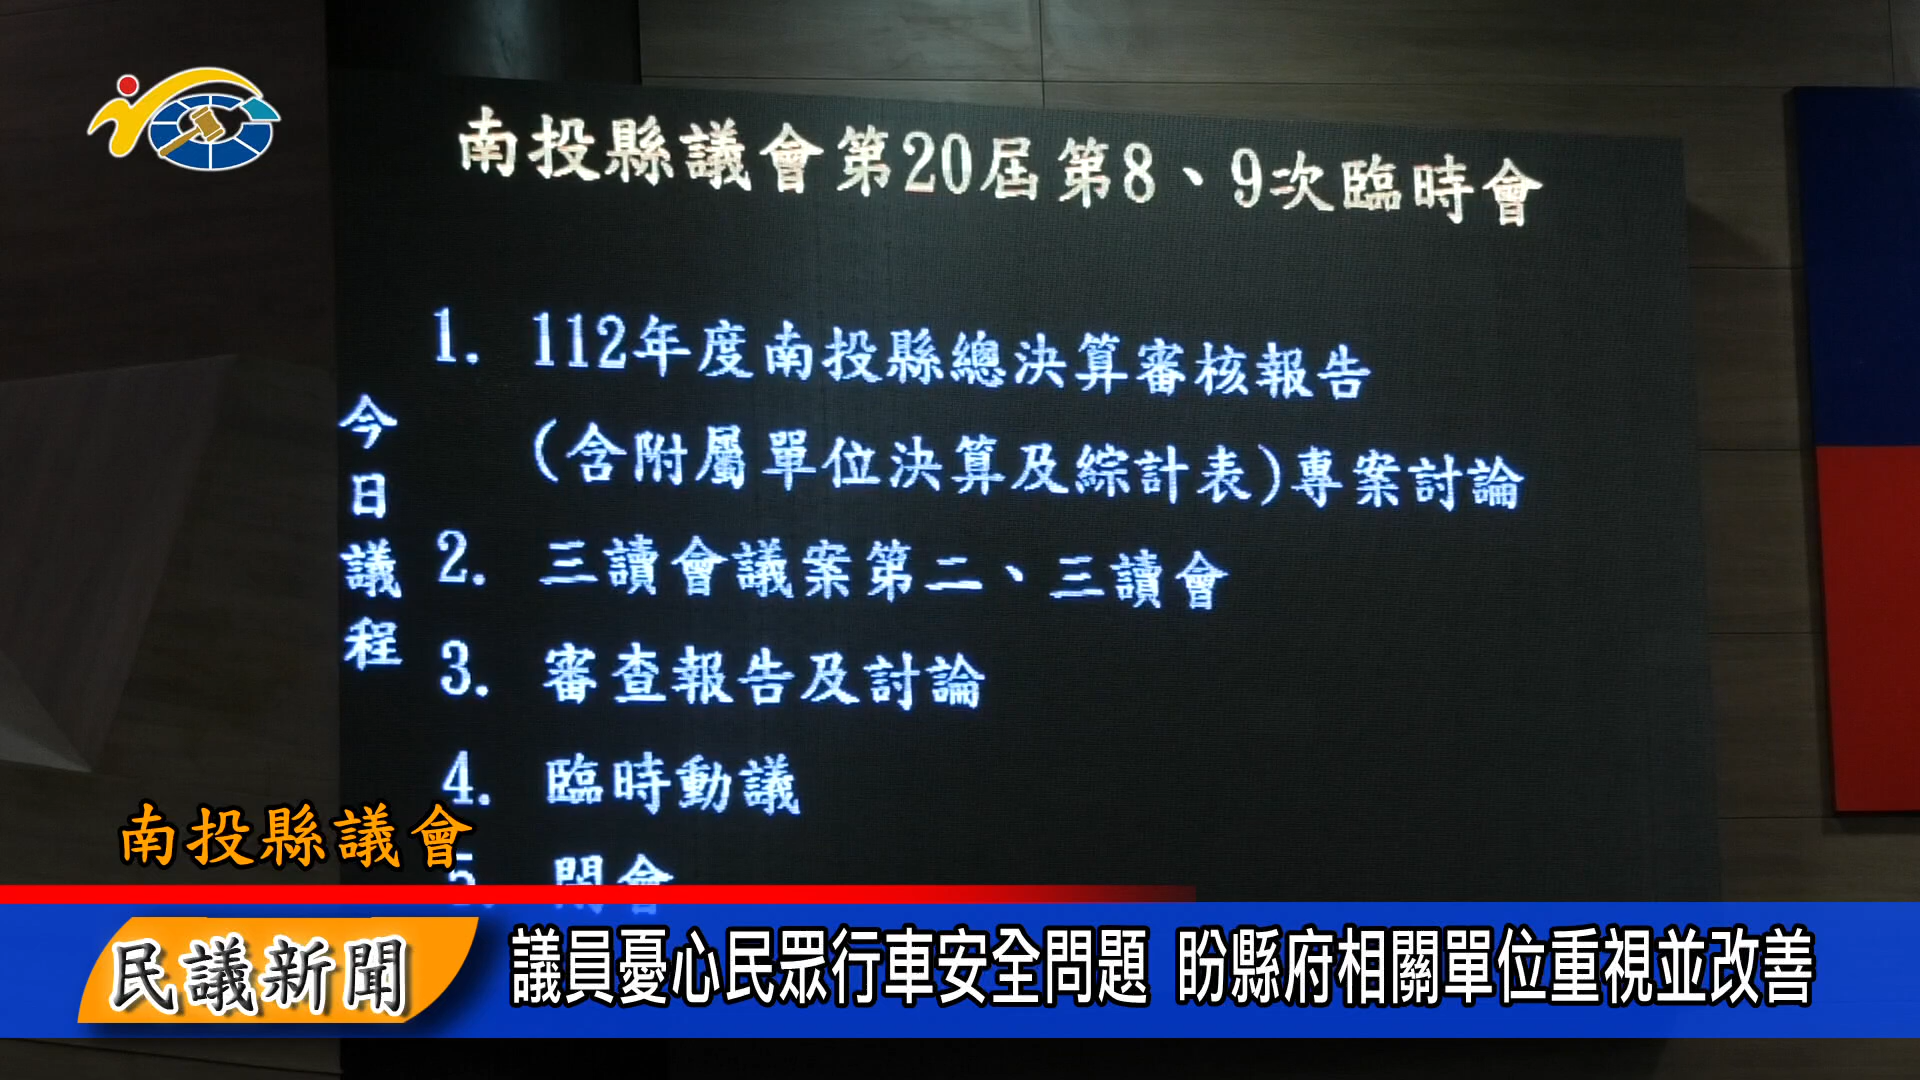 南投縣議會第20屆第8、9次臨時會
今日議程
1. 112年度南投縣總決算審核報告
(含附屬單位決算及綜計表)專案討論
2. 三讀會議案第二、三讀會
3. 審查報告及討論
4. 臨時動議
5. 閉會
南投縣議會
民議新聞
議員憂心民眾行車安全問題 盼縣府相關單位重視並改善